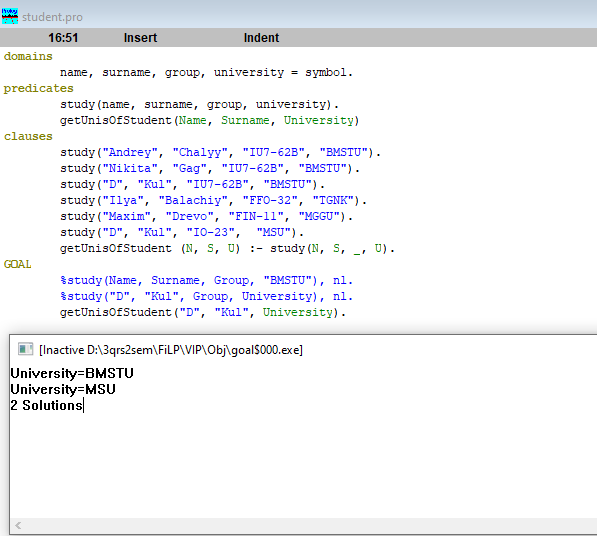 student.pro
16:51 Insert Indent
domains
name, surname, group, university = symbol.
predicates
study(name, surname, group, university).
getUnisOfStudent(Name, Surname, University)
clauses
study("Andrey", "Chalyy", "IU7-62B", "BMSTU").
study("Nikita", "Gag", "IU7-62B", "BMSTU").
study("D", "Kul", "IU7-62B", "BMSTU").
study("Ilya", "Balachiy", "FFO-32", "TGNK").
study("Maxim", "Drevo", "FIN-11", "MGGU").
study("D", "Kul", "IO-23",  "MSU").
getUnisOfStudent (N, S, U) :- study(N, S, _, U).
GOAL
%study(Name, Surname, Group, "BMSTU"), nl.
%study("D", "Kul", Group, University), nl.
getUnisOfStudent("D", "Kul", University).
[Inactive D:\3qrs2sem\FiLP\VIP\Obj\goal$000.exe]
University=BMSTU
University=MSU
2 Solutions